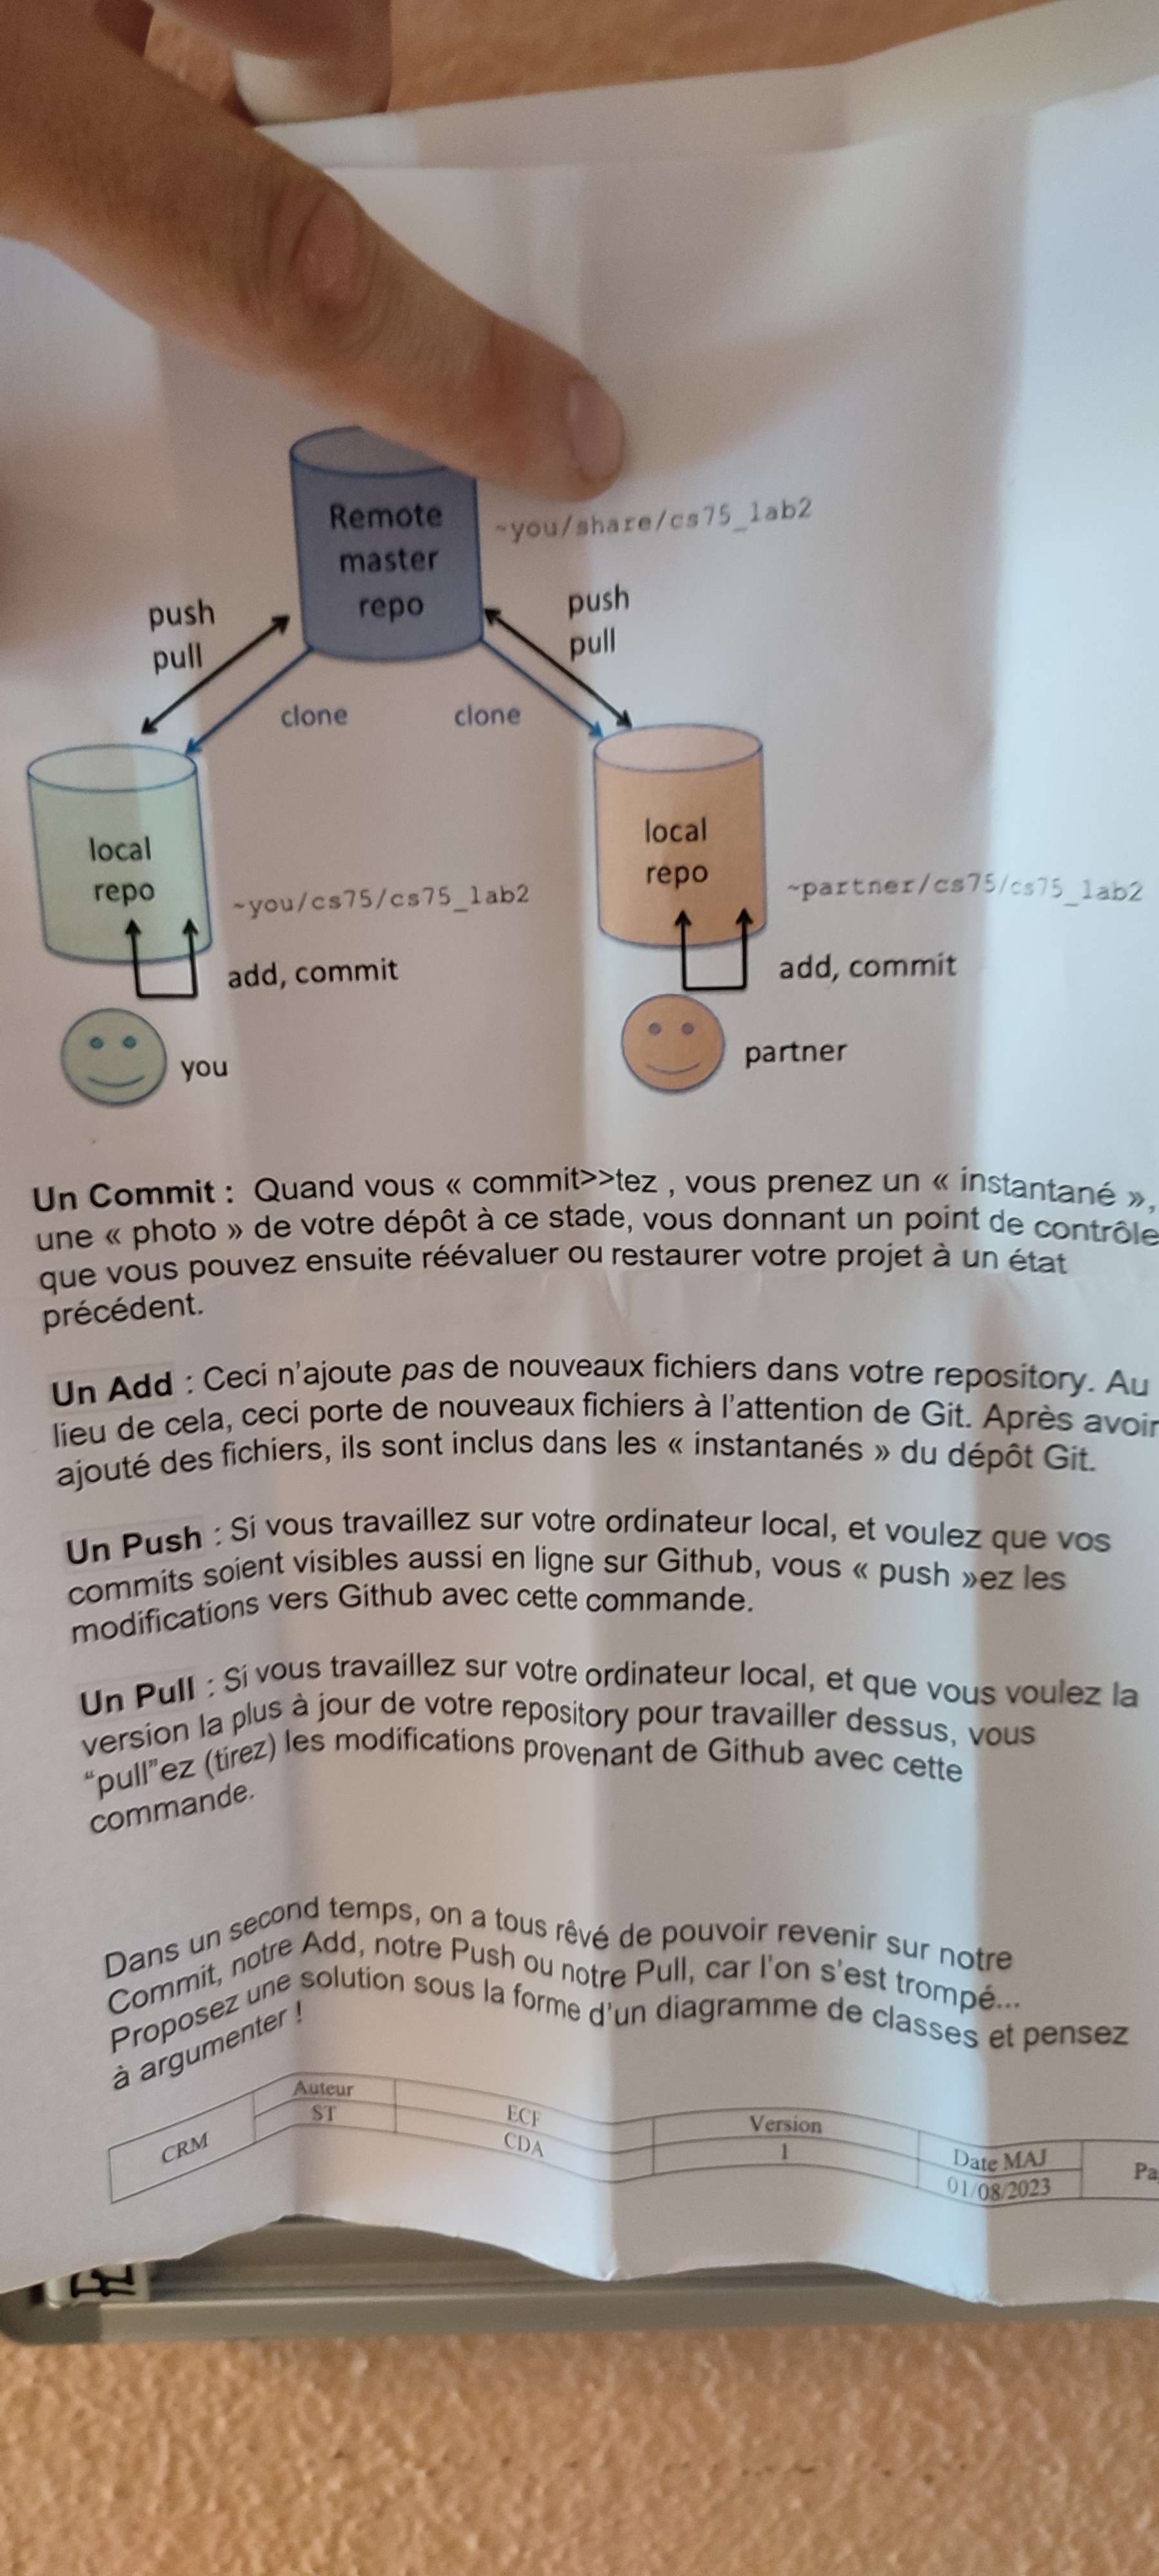 Remote
master
repo
~you/share/cs75_lab2
push
pull
push
pull
clone
clone
local
repo
~you/cs75/cs75_lab2
local
repo
~partner/cs75/cs75_lab2
add, commit
add, commit
you
partner
Un Commit : Quand vous « commit>>tez , vous prenez un « instantané »,
une « photo » de votre dépôt à ce stade, vous donnant un point de contrôle
que vous pouvez ensuite réévaluer ou restaurer votre projet à un état
précédent.
Un Add : Ceci n'ajoute pas de nouveaux fichiers dans votre repository. Au
lieu de cela, ceci porte de nouveaux fichiers à l'attention de Git. Après avoir
ajouté des fichiers, ils sont inclus dans les « instantanés » du dépôt Git.
Un Push : Si vous travaillez sur votre ordinateur local, et voulez que vos
commits soient visibles aussi en ligne sur Github, vous « push »ez les
modifications vers Github avec cette commande.
Un Pull : Si vous travaillez sur votre ordinateur local, et que vous voulez la
version la plus à jour de votre repository pour travailler dessus, vous
“pull”ez (tirez) les modifications provenant de Github avec cette
commande.
Dans un second temps, on a tous rêvé de pouvoir revenir sur notre
Commit, notre Add, notre Push ou notre Pull, car l'on s'est trompé...
Proposez une solution sous la forme d'un diagramme de classes et pensez
à argumenter !
CRM
Auteur
ST
ECF
CDA
Version
1
Date MAJ
01/08/2023
Pa